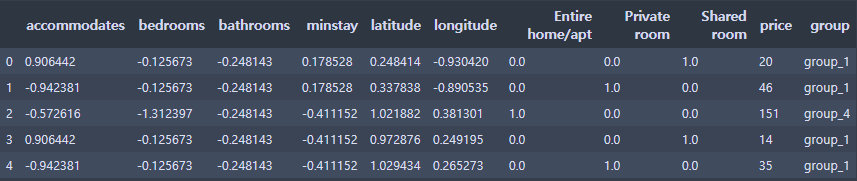 accommodates bedrooms bathrooms minstay latitude longitude Entire home/apt Private room Shared room price group
0 0.906442 -0.125673 -0.248143 0.178528 0.248414 -0.930420 0.0 0.0 1.0 20 group_1
1 -0.942381 -0.125673 -0.248143 0.178528 0.337838 -0.890535 0.0 1.0 0.0 46 group_1
2 -0.572616 -1.312397 -0.248143 -0.411152 1.021882 0.381301 1.0 0.0 0.0 151 group_4
3 0.906442 -0.125673 -0.248143 -0.411152 0.972876 0.249195 0.0 0.0 1.0 14 group_1
4 -0.942381 -0.125673 -0.248143 -0.411152 1.029434 0.265273 0.0 1.0 0.0 35 group_1